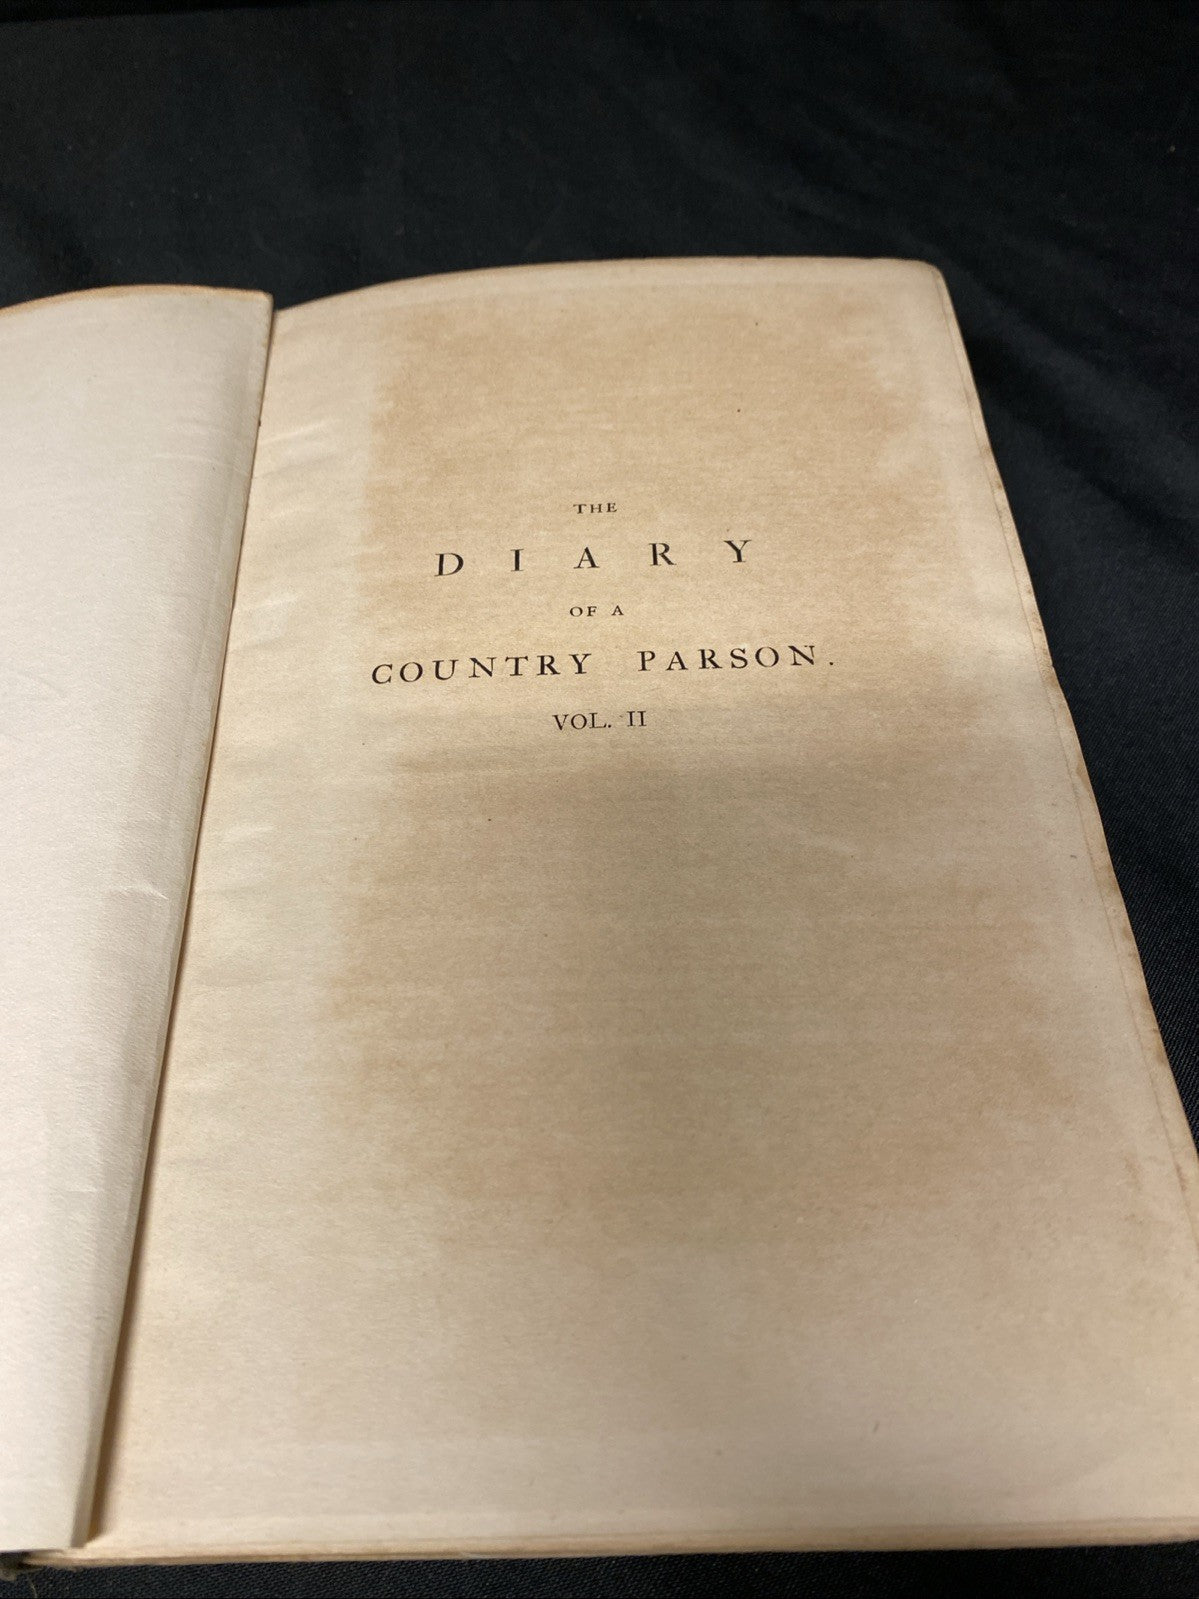 THE
DIARY
OF A
COUNTRY PARSON.
VOL. II